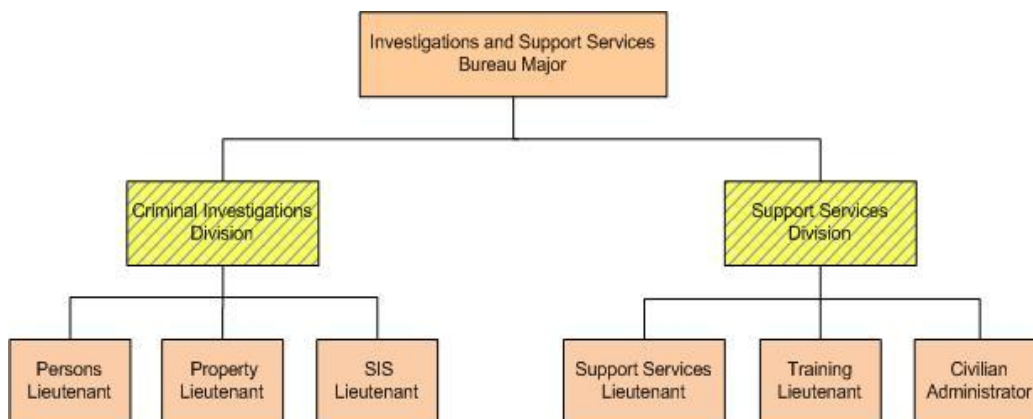 Investigations and Support Services
Bureau Major
Criminal Investigations
Division
Support Services
Division
Persons
Lieutenant
Property
Lieutenant
SIS
Lieutenant
Support Services
Lieutenant
Training
Lieutenant
Civilian
Administrator